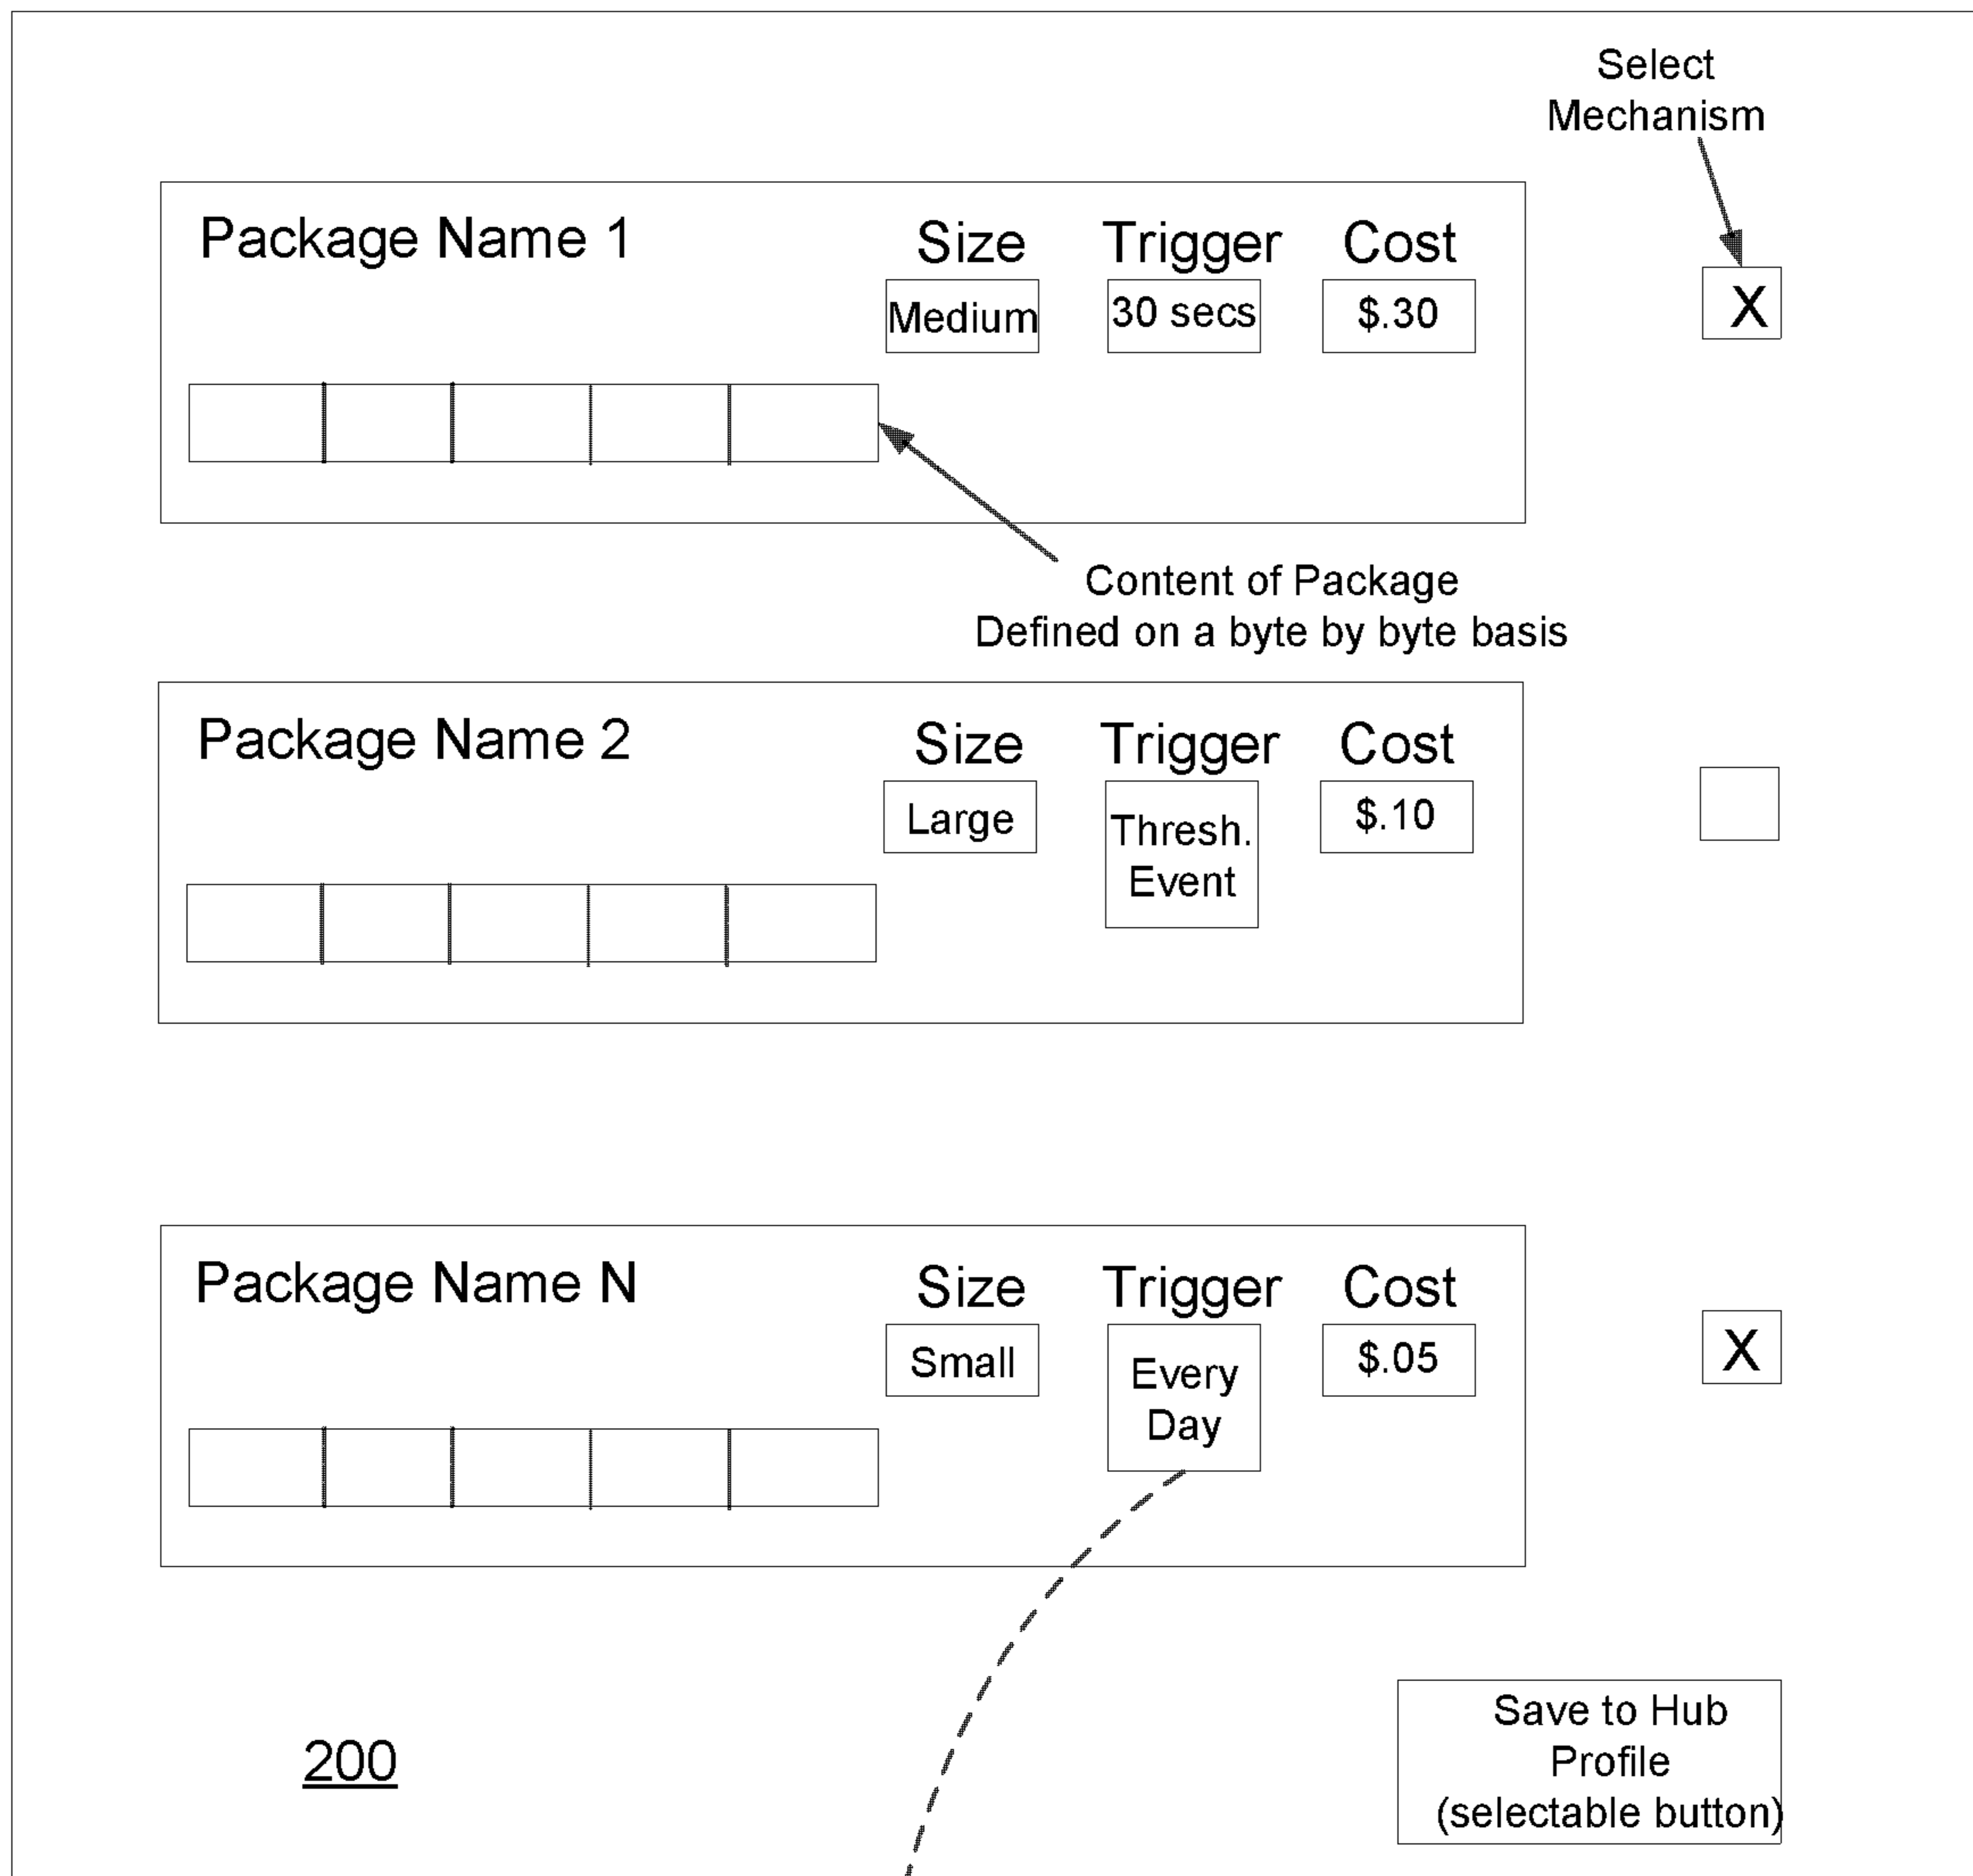 Select
Mechanism
Package Name 1
Size Trigger Cost
Medium 30 secs $.30
X
Content of Package
Defined on a byte by byte basis
Package Name 2
Size Trigger Cost
Large Thresh. $.10
Event
Package Name N
Size Trigger Cost
Small Every $.05
Day
X
Save to Hub
Profile
(selectable button)
200